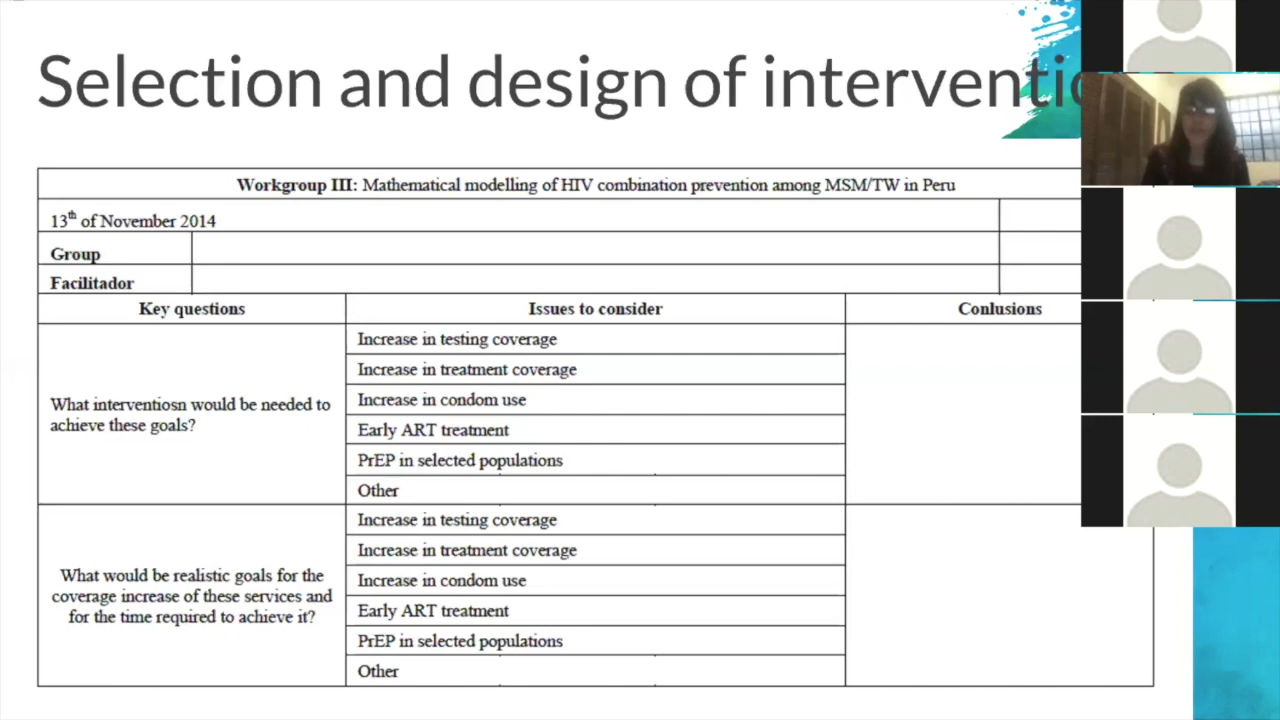 Selection and design of interventio
Workgroup III: Mathematical modelling of HIV combination prevention among MSM/TW in Peru
13th of November 2014
Group
Facilitador
Key questions
Issues to consider
Conlusions
What interventiosn would be needed to
achieve these goals?
Increase in testing coverage
Increase in treatment coverage
Increase in condom use
Early ART treatment
PrEP in selected populations
Other
What would be realistic goals for the
coverage increase of these services and
for the time required to achieve it?
Increase in testing coverage
Increase in treatment coverage
Increase in condom use
Early ART treatment
PrEP in selected populations
Other